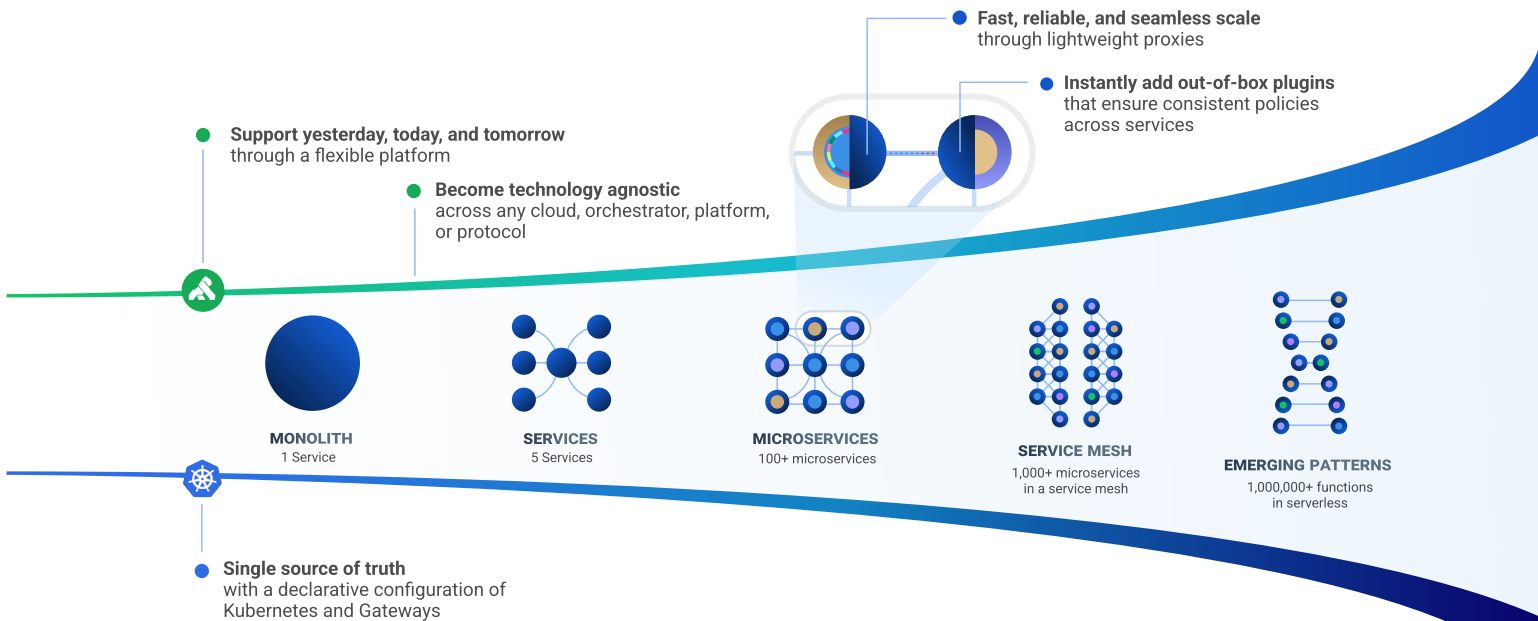 Fast, reliable, and seamless scale
through lightweight proxies
Instantly add out-of-box plugins
that ensure consistent policies
across services
Support yesterday, today, and tomorrow
through a flexible platform
Become technology agnostic
across any cloud, orchestrator, platform,
or protocol
MONOLITH
1 Service
SERVICES
5 Services
MICROSERVICES
100+ microservices
SERVICE MESH
1,000+ microservices
in a service mesh
EMERGING PATTERNS
1,000,000+ functions
in serverless
Single source of truth
with a declarative configuration of
Kubernetes and Gateways